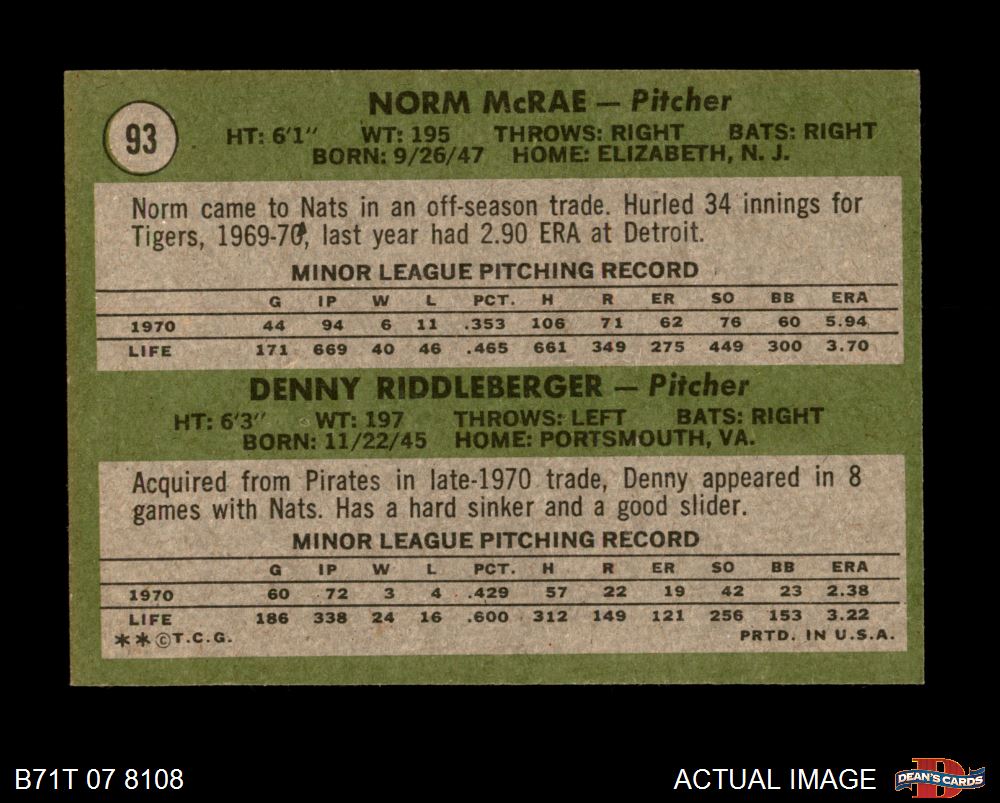 93
NORM McRAE — Pitcher
HT: 6'1" WT: 195 THROWS: RIGHT BATS: RIGHT
BORN: 9/26/47 HOME: ELIZABETH, N. J.
Norm came to Nats in an off-season trade. Hurled 34 innings for
Tigers, 1969-70, last year had 2.90 ERA at Detroit.
MINOR LEAGUE PITCHING RECORD
G IP W L PCT. H R ER SO BB ERA
1970 44 94 6 11 .353 106 71 62 76 60 5.94
LIFE 171 669 40 46 .465 661 349 275 449 300 3.70
DENNY RIDDLEBERGER — Pitcher
HT: 6'3" WT: 197 THROWS: LEFT BATS: RIGHT
BORN: 11/22/45 HOME: PORTSMOUTH, VA.
Acquired from Pirates in late-1970 trade, Denny appeared in 8
games with Nats. Has a hard sinker and a good slider.
MINOR LEAGUE PITCHING RECORD
G IP W L PCT. H R ER SO BB ERA
1970 60 72 3 4 .429 57 22 19 42 23 2.38
LIFE 186 338 24 16 .600 312 149 121 256 153 3.22
**©T.C.G. PRTD. IN U.S.A.
B71T 07 8108 ACTUAL IMAGE D DEAN'S CARDS